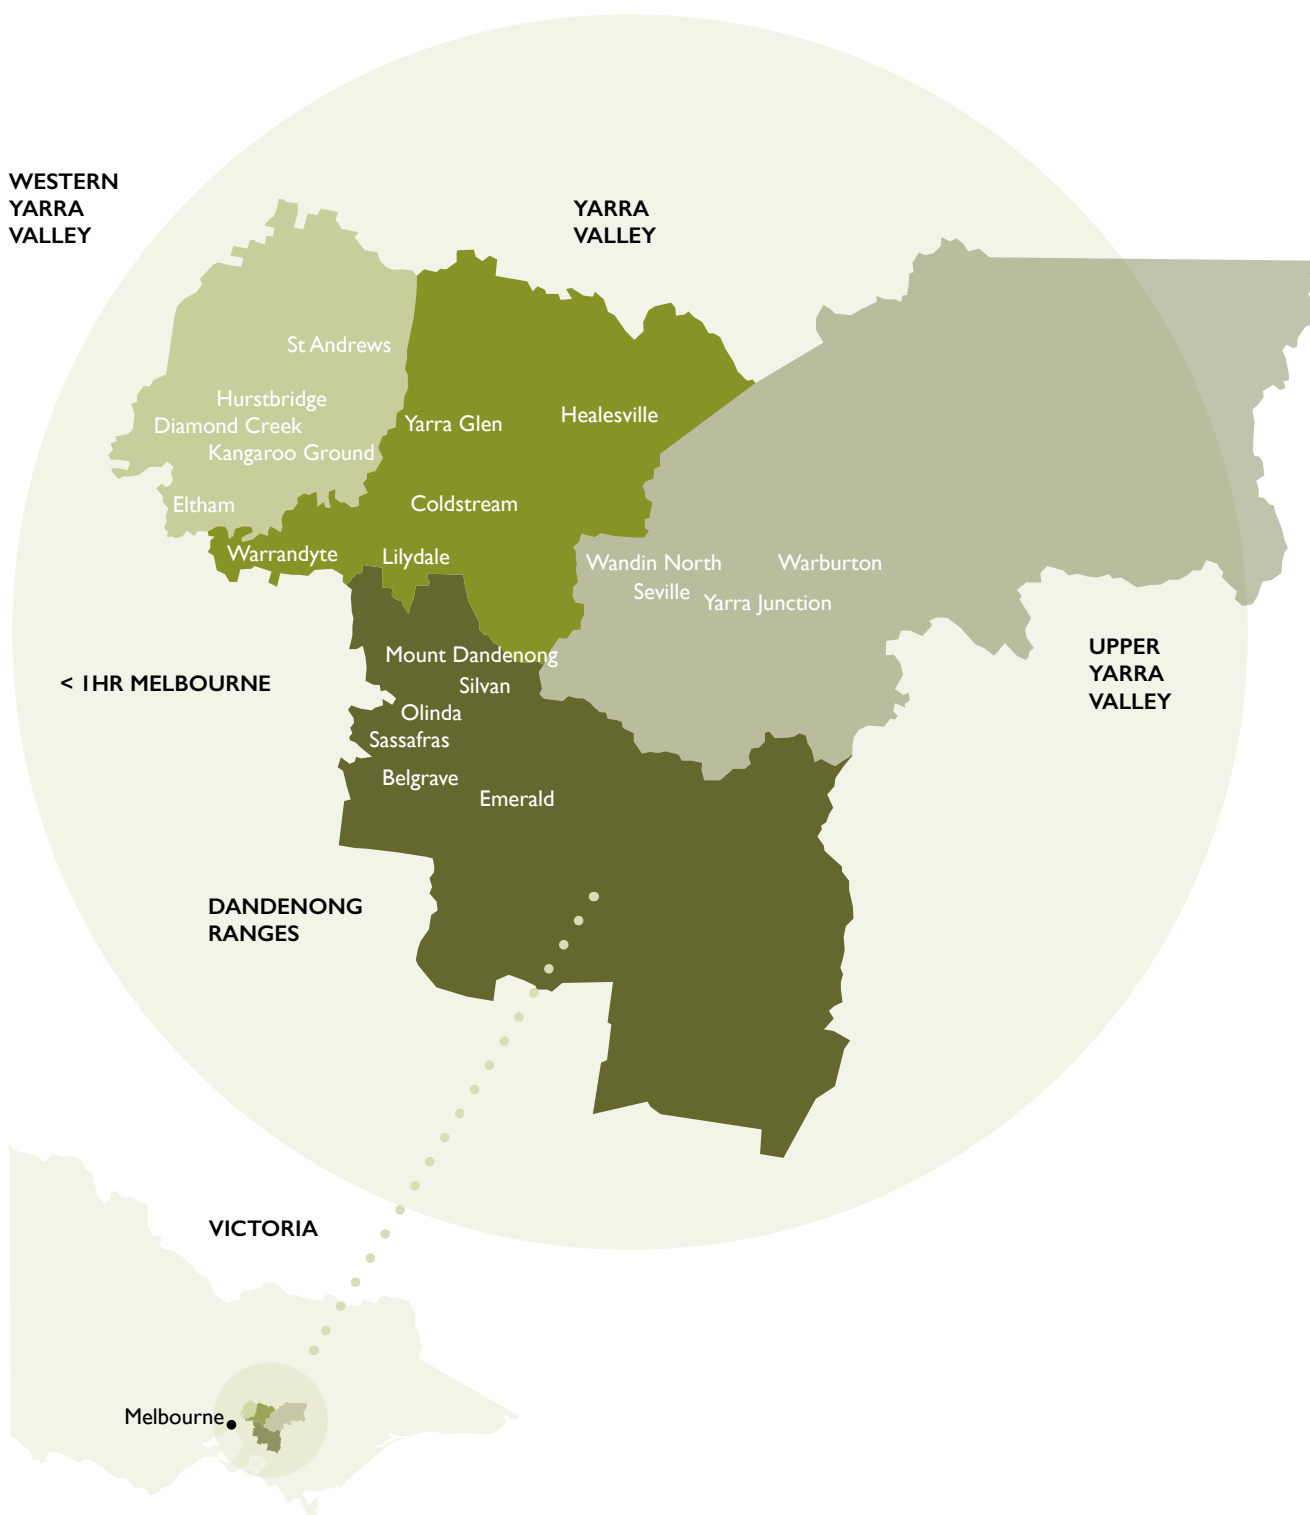 WESTERN
YARRA
VALLEY
YARRA
VALLEY
St Andrews
Hurstbridge
Diamond Creek
Kangaroo Ground
Eltham
Yarra Glen
Healesville
Coldstream
Warrandyte
Lilydale
Wandin North
Warburton
Seville
Yarra Junction
UPPER
YARRA
VALLEY
Mount Dandenong
Silvan
< 1HR MELBOURNE
Olinda
Sassafras
Belgrave
Emerald
DANDENONG
RANGES
VICTORIA
Melbourne